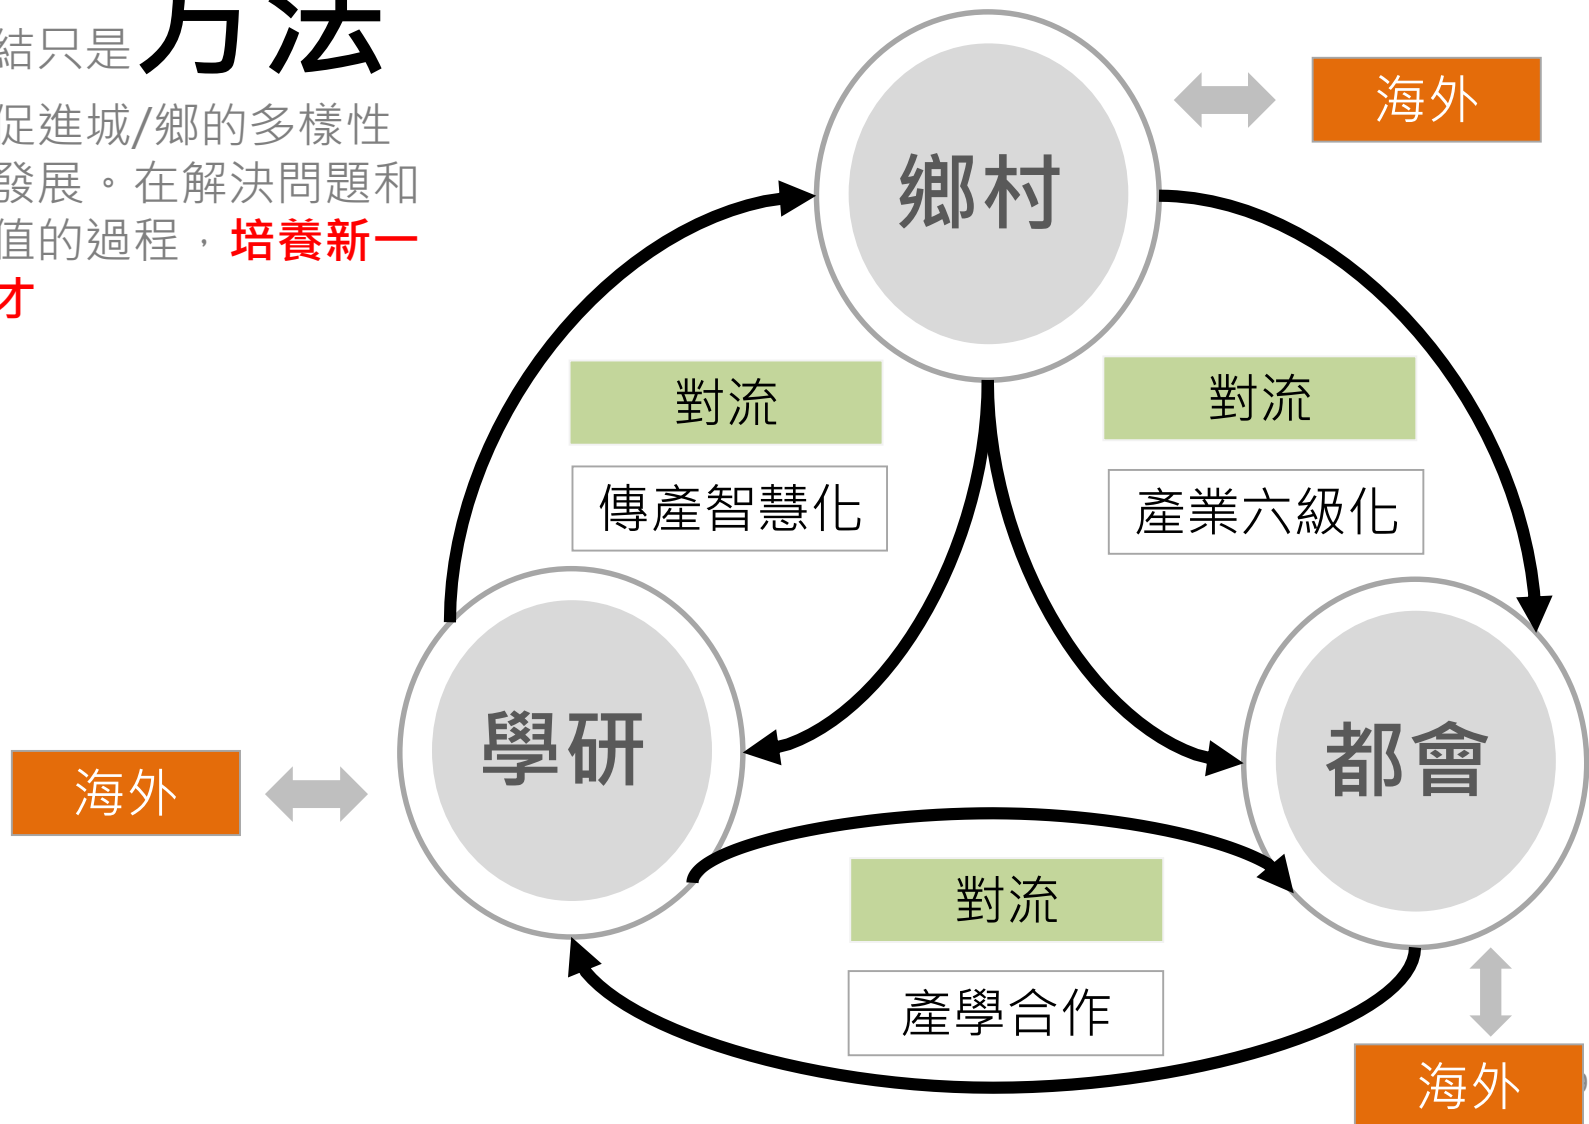 結只是方法
促進城/鄉的多樣性
發展。在解決問題和
值的過程，培養新一
才
鄉村
海外
對流
對流
傳產智慧化
產業六級化
學研
都會
海外
對流
產學合作
海外